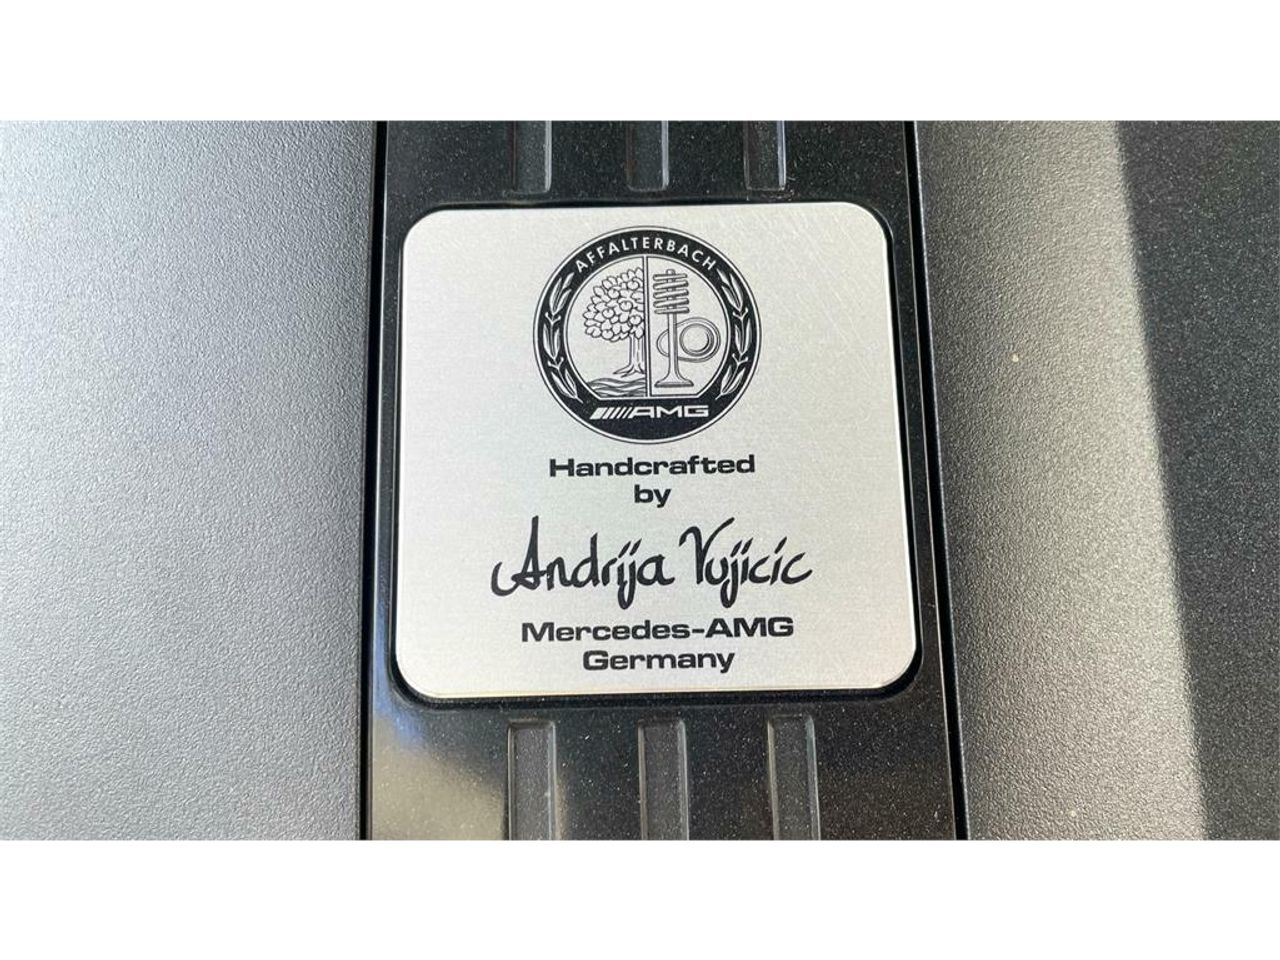 AFFALTERBACH
AMG
Handcrafted
by
Andrija Vujicic
Mercedes-AMG
Germany